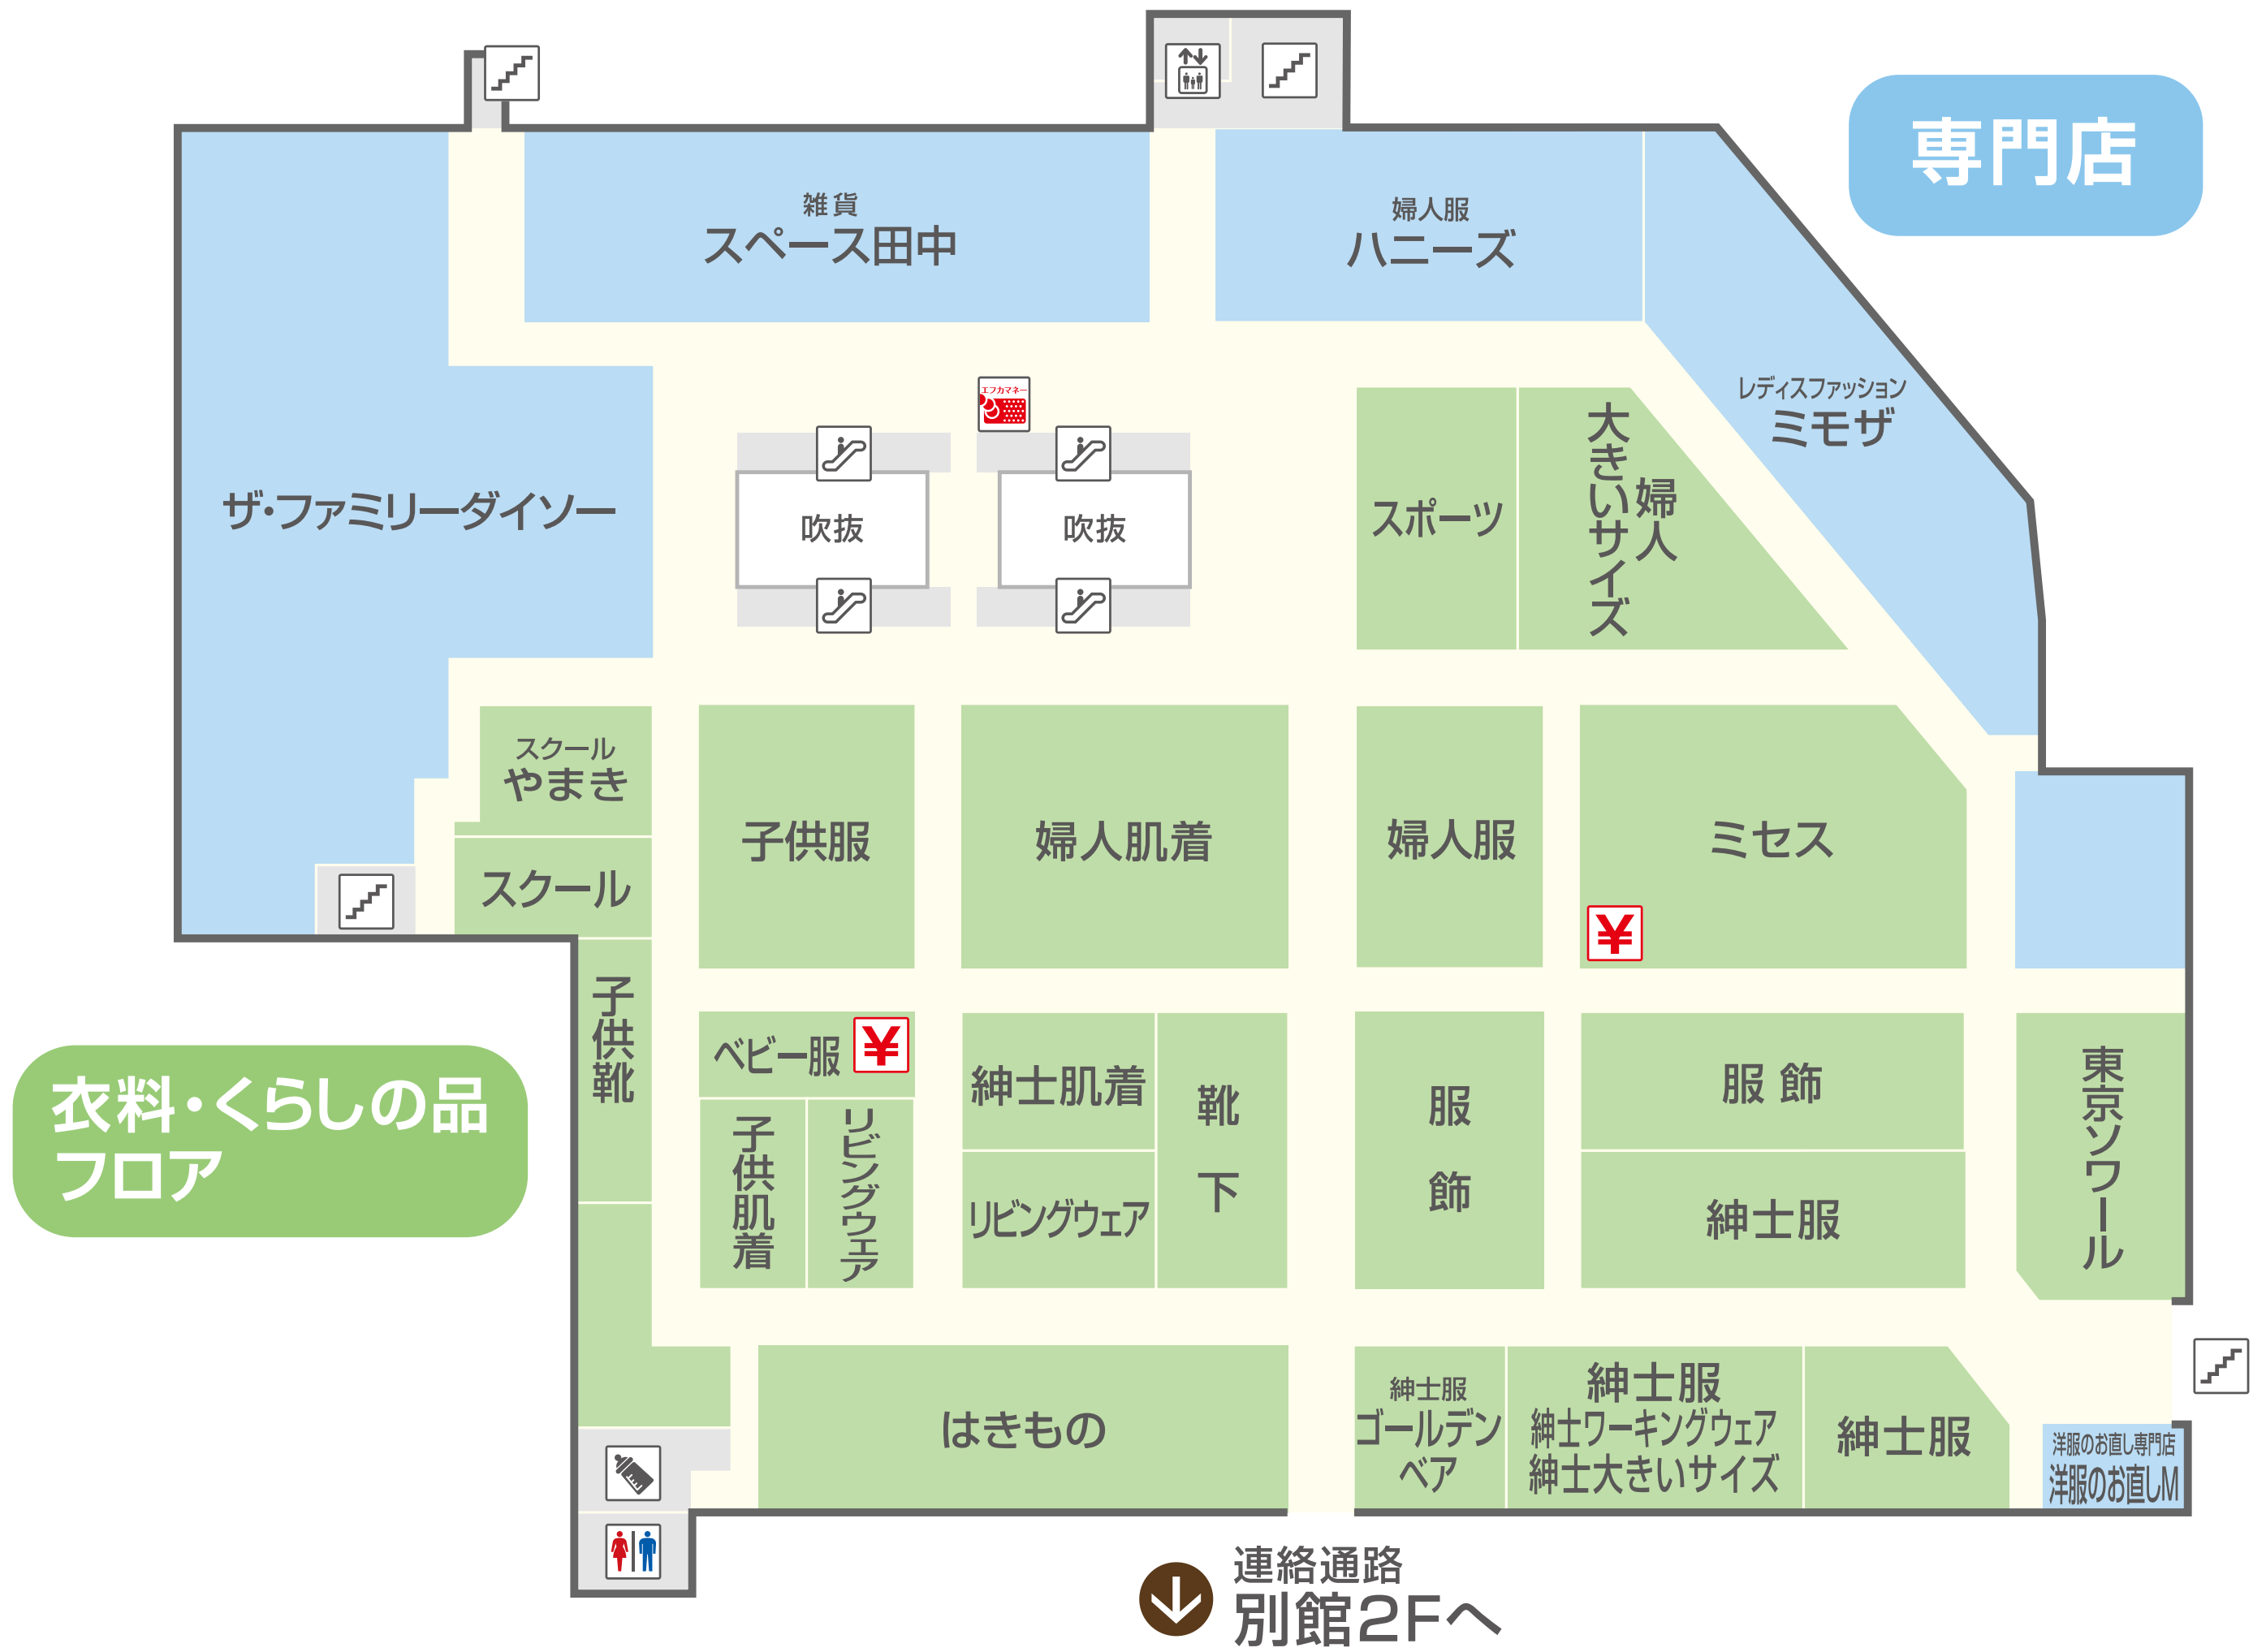 専門店
雑貨
スペース田中
婦人服
ハニーズ
レディスファッション
ミモザ
ザ・ファミリーダイソー
エフカマネー
吹抜
吹抜
スポーツ
婦人
大きいサイズ
スクール
やまき
スクール
子供服
婦人肌着
婦人服
ミセス
¥
子供靴
ベビー服
¥
子供肌着
リビングウェア
紳士肌着
リビングウェア
靴下
服飾
服飾
紳士服
東京ソワール
衣料・くらしの品
フロア
はきもの
紳士服
ゴールデン
ベア
紳士服
紳士ワーキングウェア
紳士大きいサイズ
紳士服
洋服のお直し専門店
洋服のお直しM
連絡通路
別館2Fへ